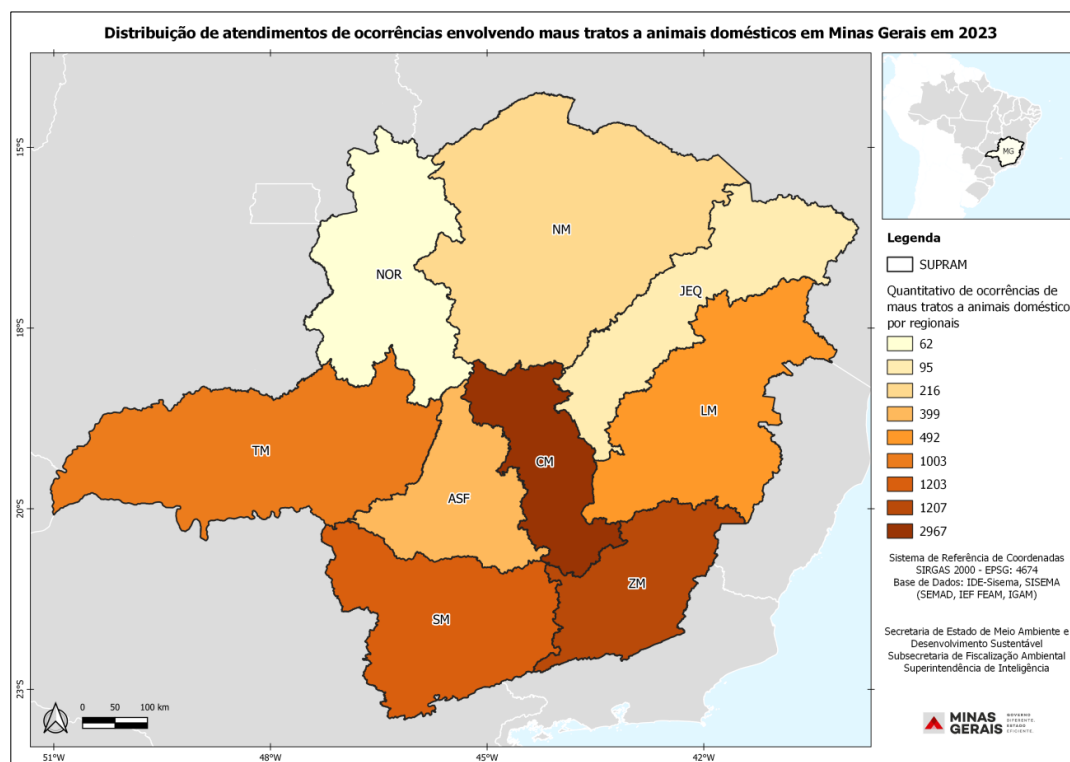 Distribuição de atendimentos de ocorrências envolvendo maus tratos a animais domésticos em Minas Gerais em 2023
15°S
18°S
20°S
23°S
51°W
48°W
45°W
42°W
NOR
NM
JEQ
TM
ASF
CM
LM
SM
ZM
0 50 100 km
MG
Legenda
SUPRAM
Quantitativo de ocorrências de
maus tratos a animais doméstico
por regionais
62
95
216
399
492
1003
1203
1207
2967
Sistema de Referência de Coordenadas
SIRGAS 2000 - EPSG: 4674
Base de Dados: IDE-Sisema, SISEMA
(SEMAD, IEF FEAM, IGAM)
Secretaria de Estado de Meio Ambiente e
Desenvolvimento Sustentável
Subsecretaria de Fiscalização Ambiental
Superintendência de Inteligência
MINAS
GERAIS
GOVERNO
DIFERENTE.
ESTADO
EFICIENTE.